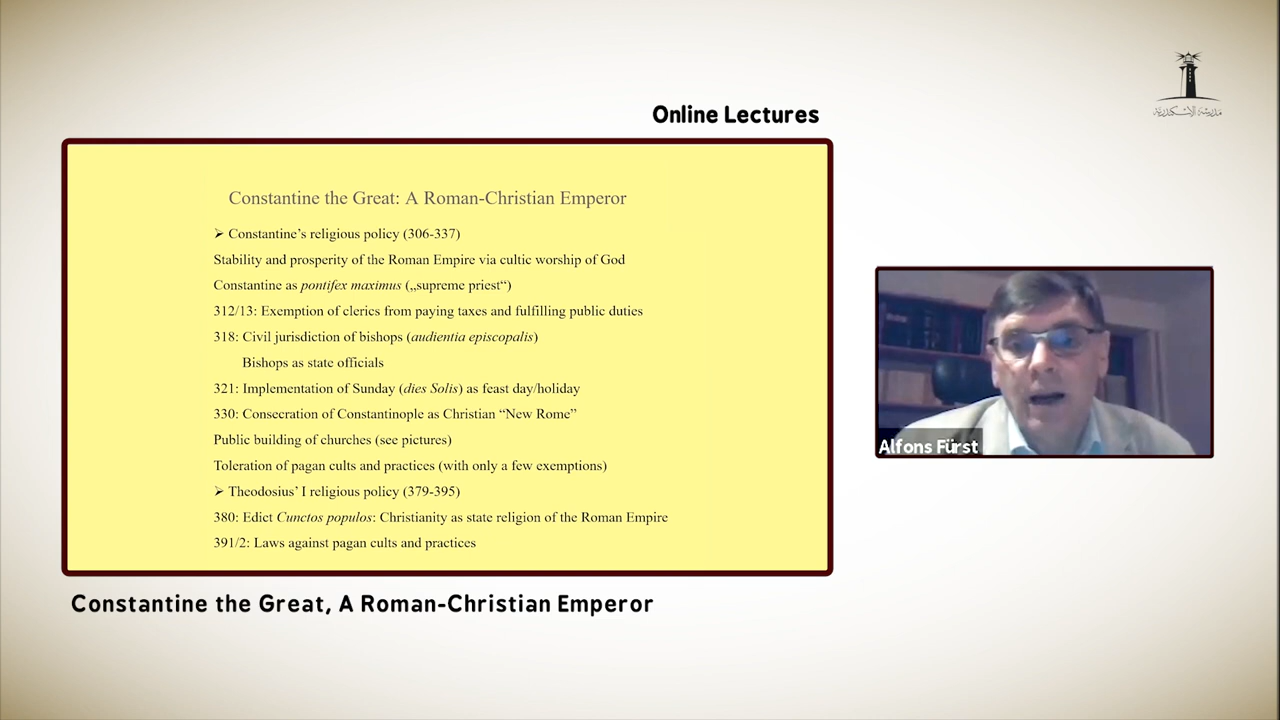 مدرسة الإسكندرية
Online Lectures
Constantine the Great: A Roman-Christian Emperor
➢ Constantine’s religious policy (306-337)
Stability and prosperity of the Roman Empire via cultic worship of God
Constantine as pontifex maximus („supreme priest“)
312/13: Exemption of clerics from paying taxes and fulfilling public duties
318: Civil jurisdiction of bishops (audientia episcopalis)
Bishops as state officials
321: Implementation of Sunday (dies Solis) as feast day/holiday
330: Consecration of Constantinople as Christian “New Rome”
Public building of churches (see pictures)
Toleration of pagan cults and practices (with only a few exemptions)
➢ Theodosius’ I religious policy (379-395)
380: Edict Cunctos populos: Christianity as state religion of the Roman Empire
391/2: Laws against pagan cults and practices
Alfons Fürst
Constantine the Great, A Roman-Christian Emperor